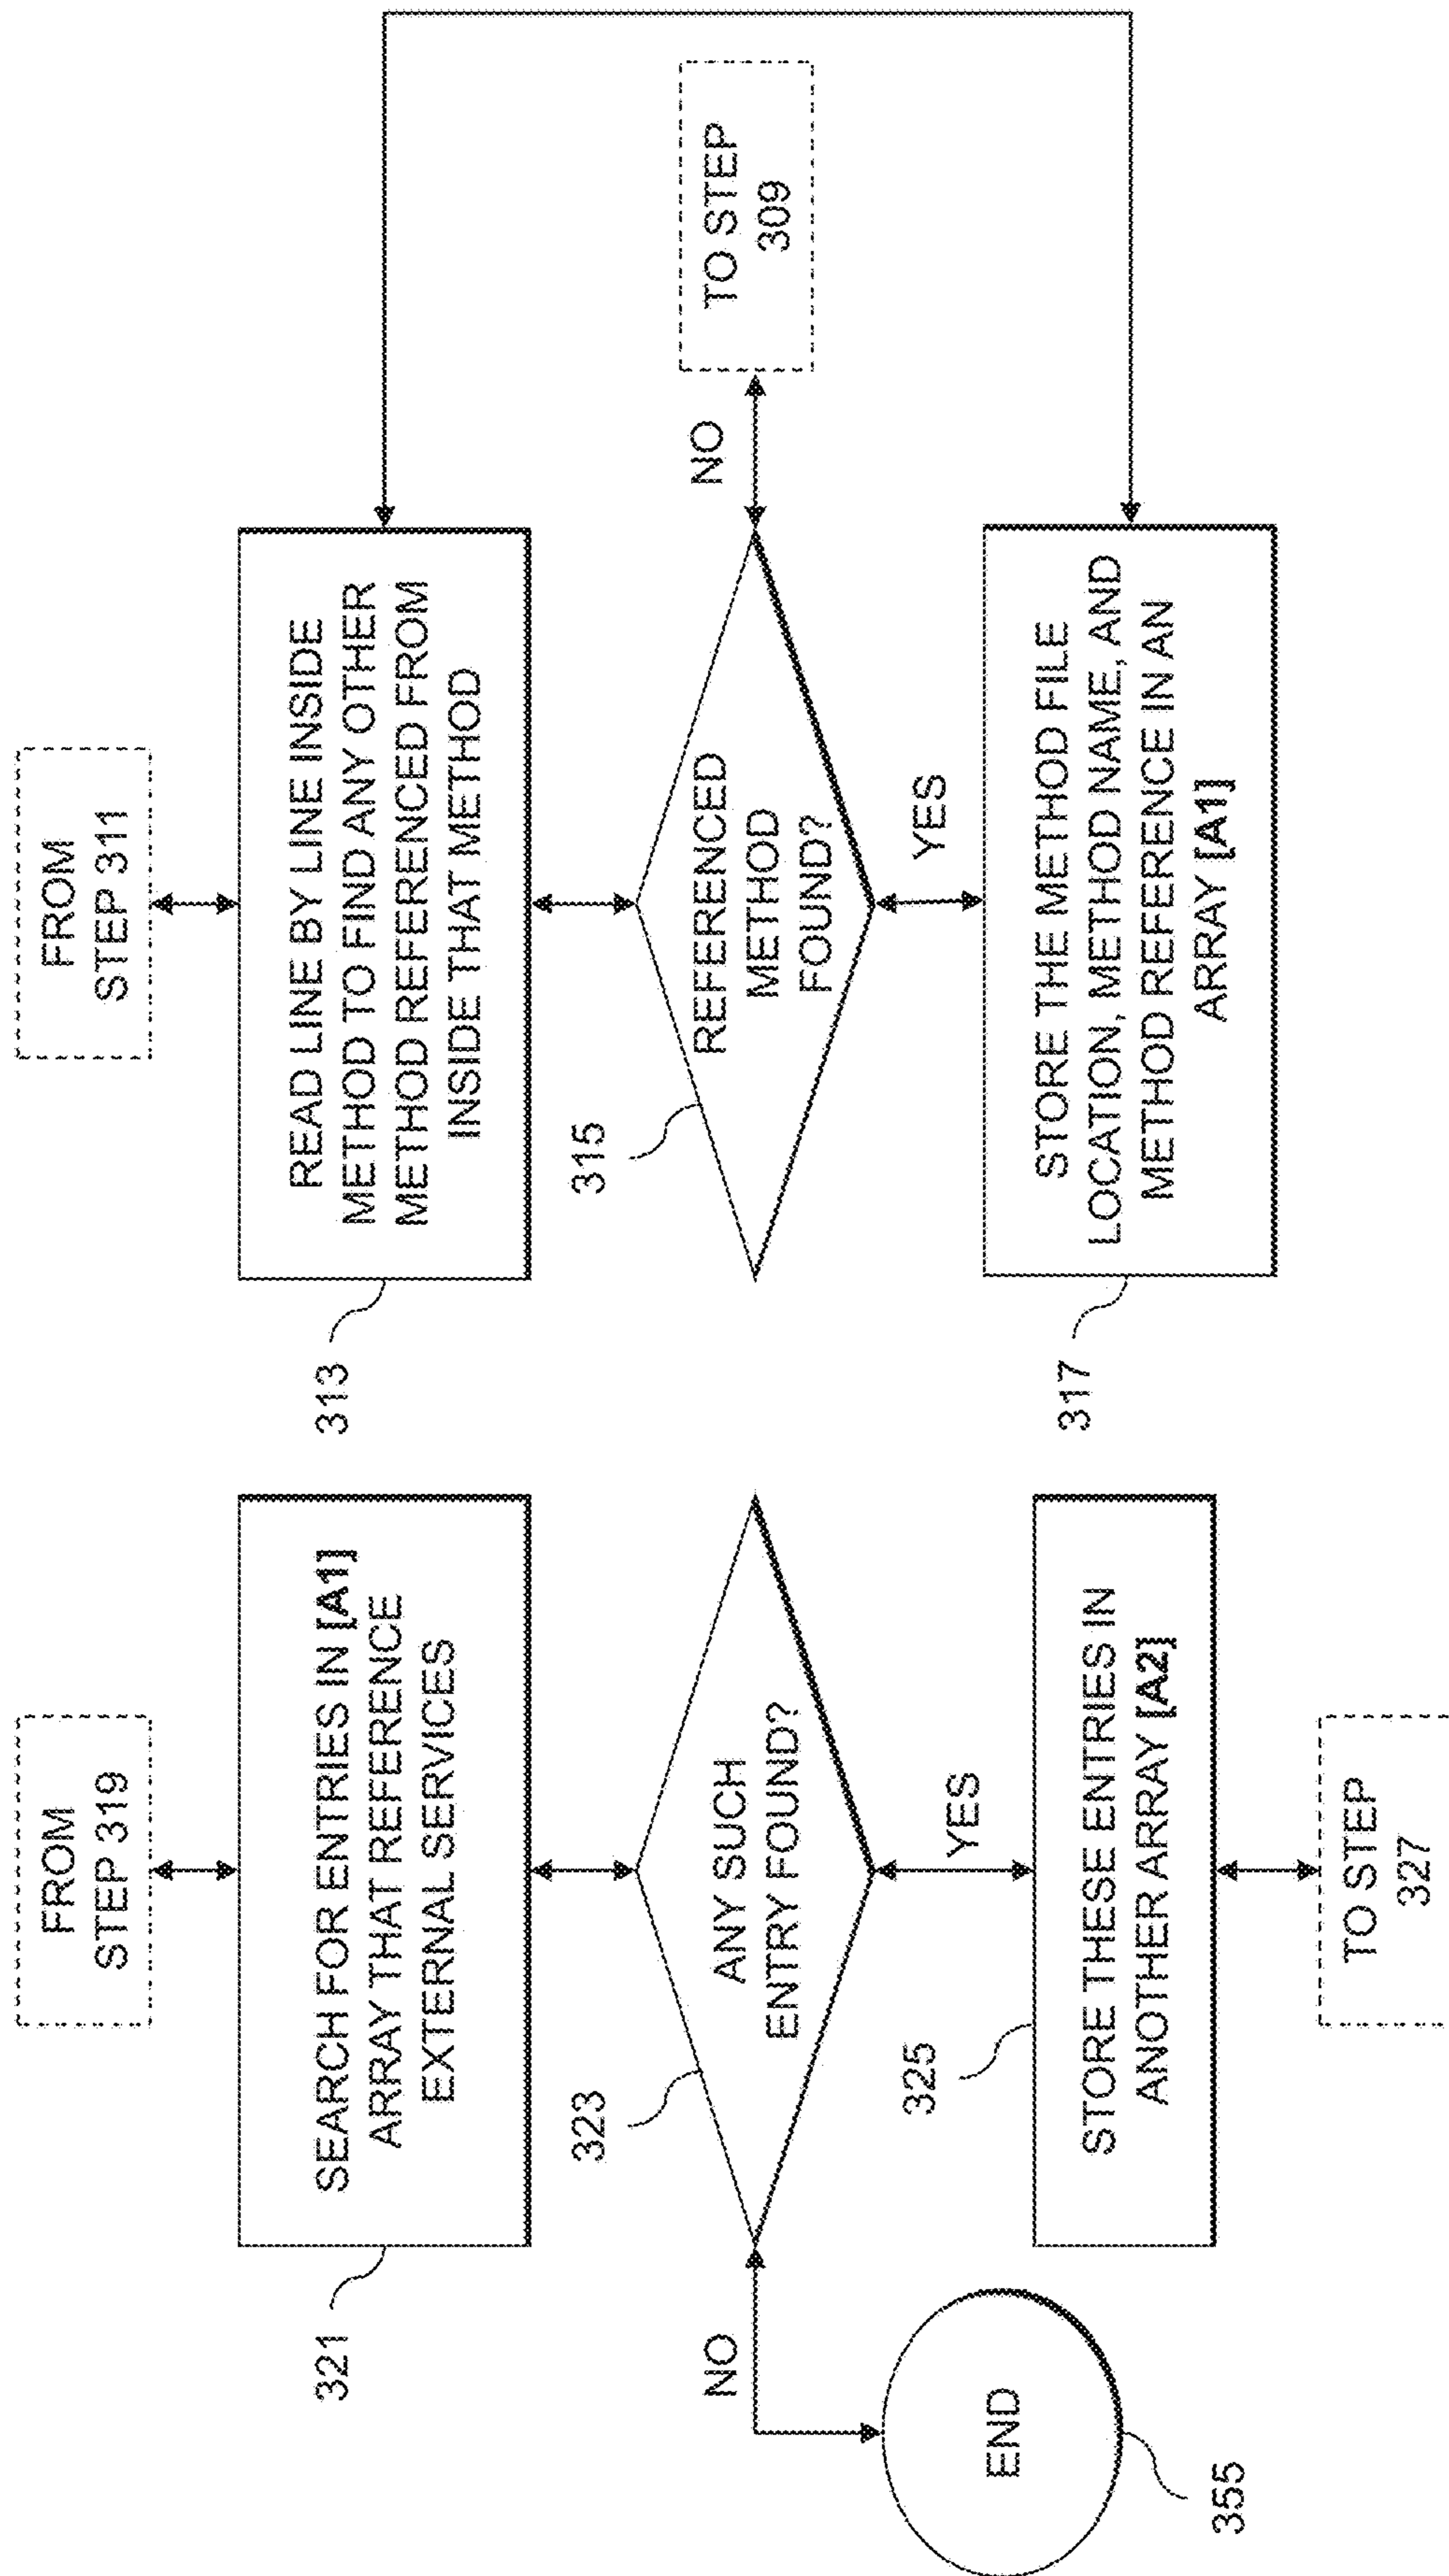 FROM
STEP 319
321
SEARCH FOR ENTRIES IN [A1]
ARRAY THAT REFERENCE
EXTERNAL SERVICES
323
ANY SUCH
ENTRY FOUND?
NO
YES
END
355
325
STORE THESE ENTRIES IN
ANOTHER ARRAY [A2]
TO STEP
327
FROM
STEP 311
313
READ LINE BY LINE INSIDE
METHOD TO FIND ANY OTHER
METHOD REFERENCED FROM
INSIDE THAT METHOD
315
REFERENCED
METHOD
FOUND?
NO
TO STEP
309
YES
317
STORE THE METHOD FILE
LOCATION, METHOD NAME, AND
METHOD REFERENCE IN AN
ARRAY [A1]